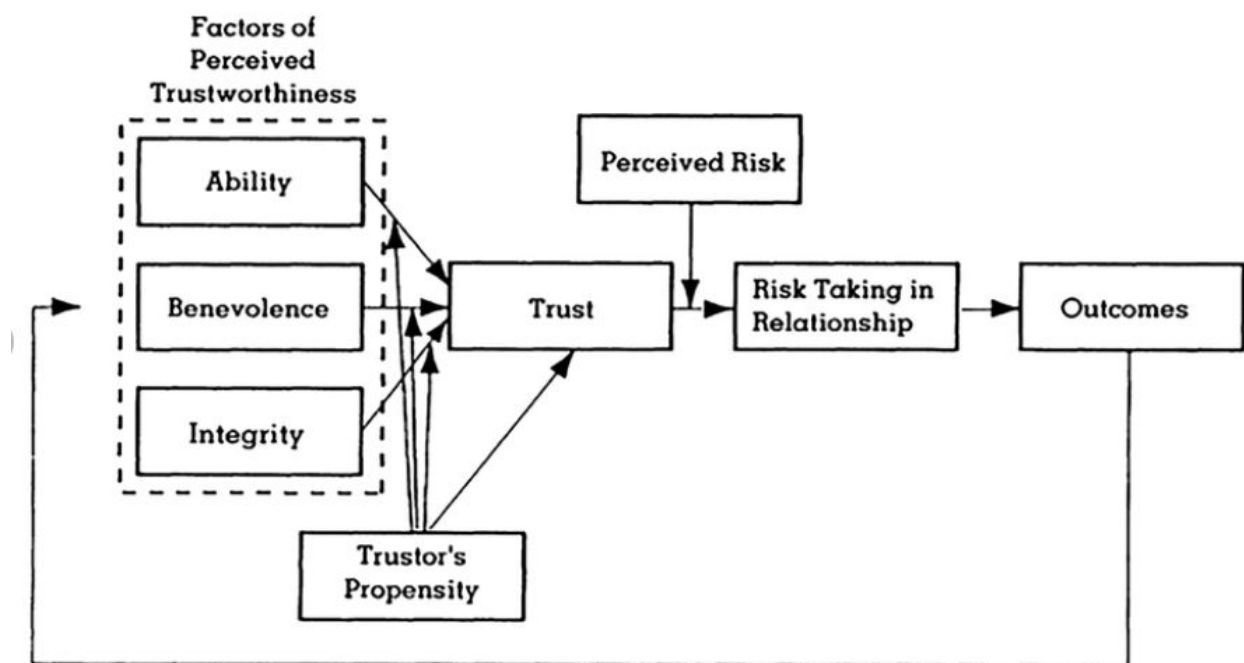 Factors of
Perceived
Trustworthiness
Ability
Benevolence
Integrity
Trustor's
Propensity
Trust
Perceived Risk
Risk Taking in
Relationship
Outcomes